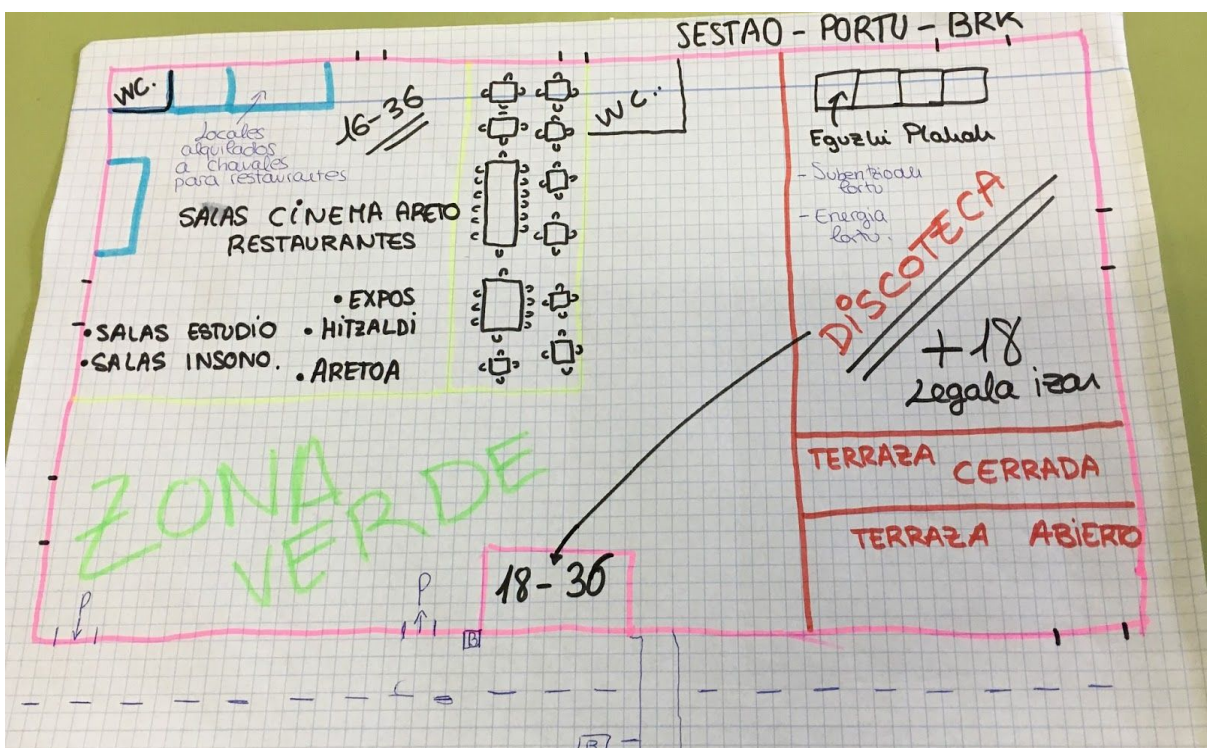 SESTAO - PORTU - BRK
WC.
Locales
alquilados
a chavales
para restaurantes
16-36
SALAS CINEMA ARETO
RESTAURANTES
• EXPOS
• SALAS ESTUDIO • HITZALDI
• SALAS INSONO.
• ARETOA
WC..
Eguzki Plakak
- Subentzioak
lortu
- Energia
lortu.
DISCOTECA
+18
Legala izan
TERRAZA CERRADA
TERRAZA ABIERTO
ZONA
VERDE
18-36
P
P
B
B